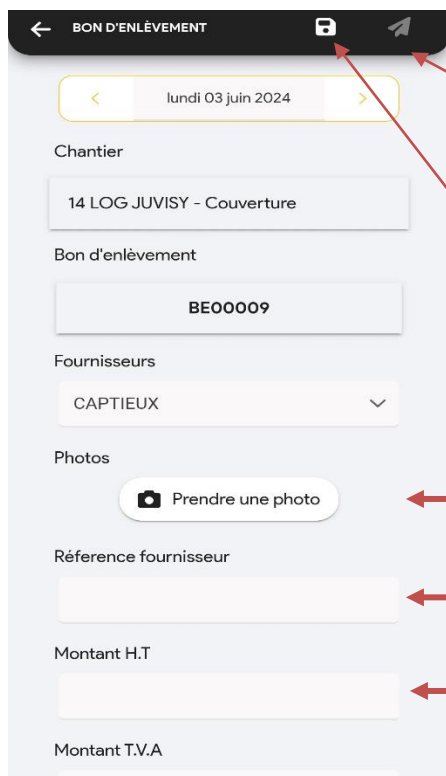 BON D'ENLÈVEMENT
lundi 03 juin 2024
Chantier
14 LOG JUVISY - Couverture
Bon d'enlèvement
BE00009
Fournisseurs
CAPTIEUX
Photos
Prendre une photo
Réference fournisseur
Montant H.T
Montant T.V.A